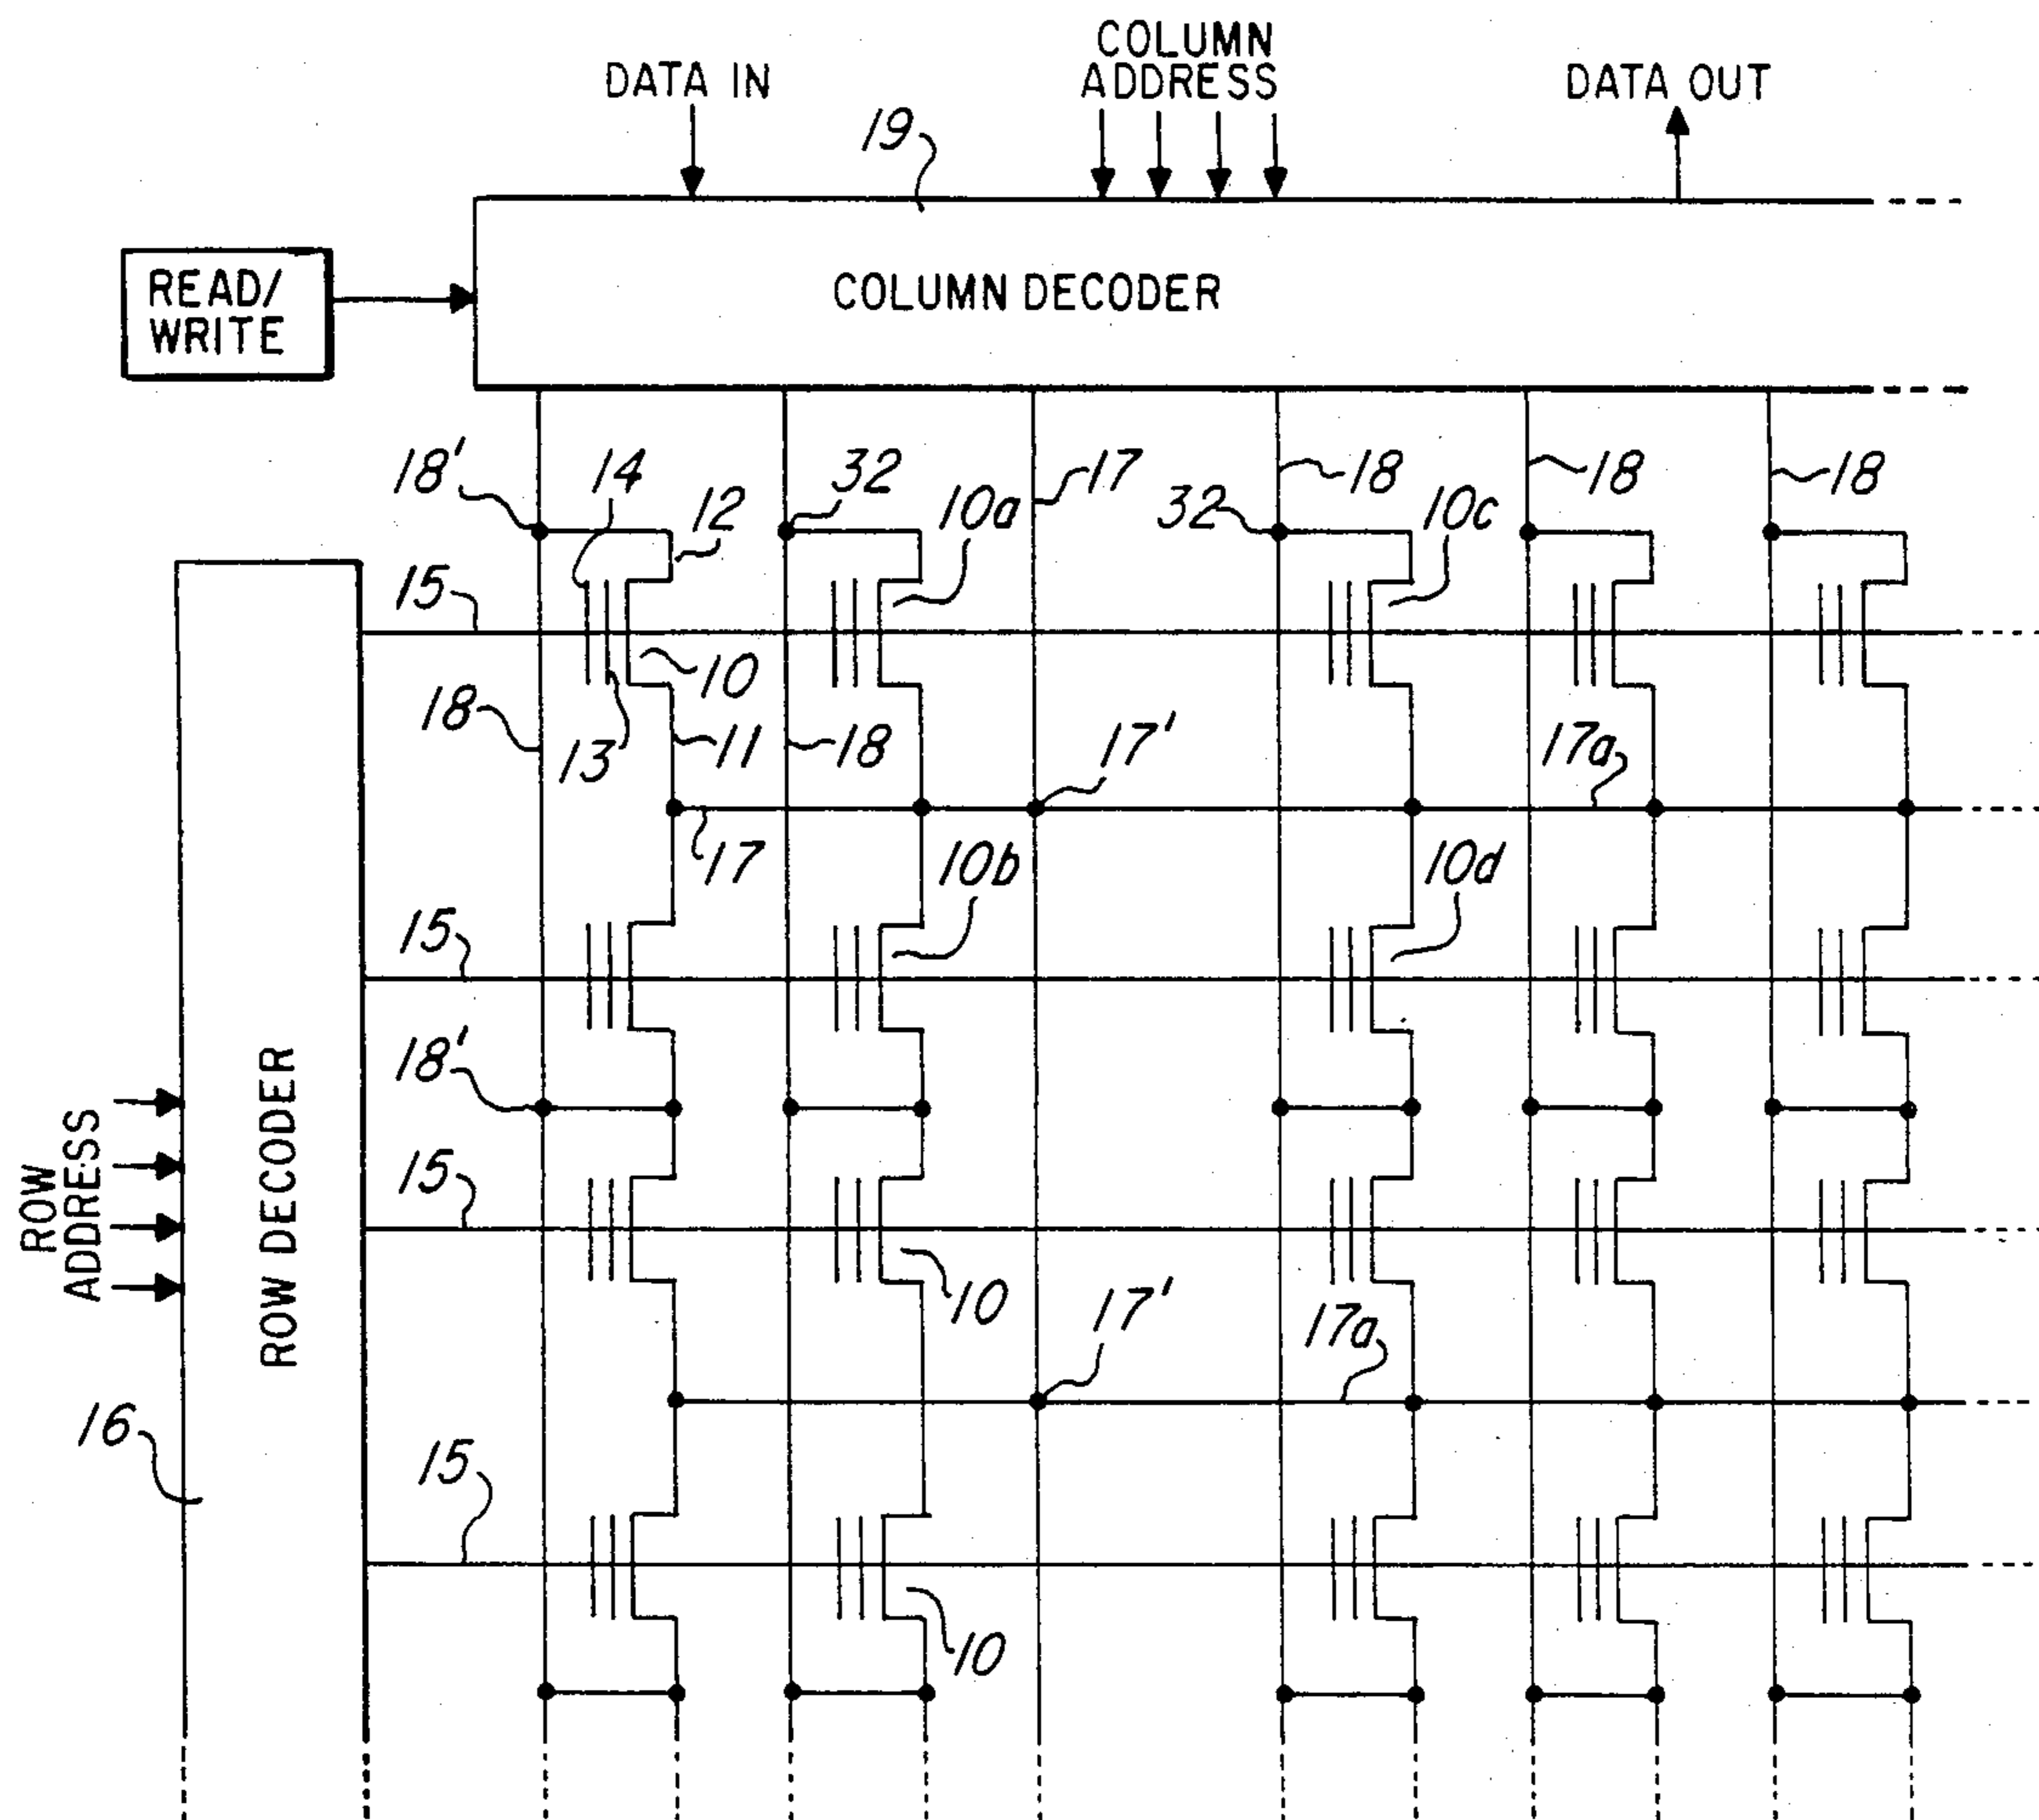 COLUMN
DATA IN ADDRESS DATA OUT
19
READ/
WRITE
COLUMN DECODER
18' 14 12 32 10a 17 32 18 10c 18 18
15
10
18 13 11 18 17' 17a
17 10b 10d
15
18'
15
10 17' 17a
ROW
ADDRESS
ROW DECODER
16
15
10